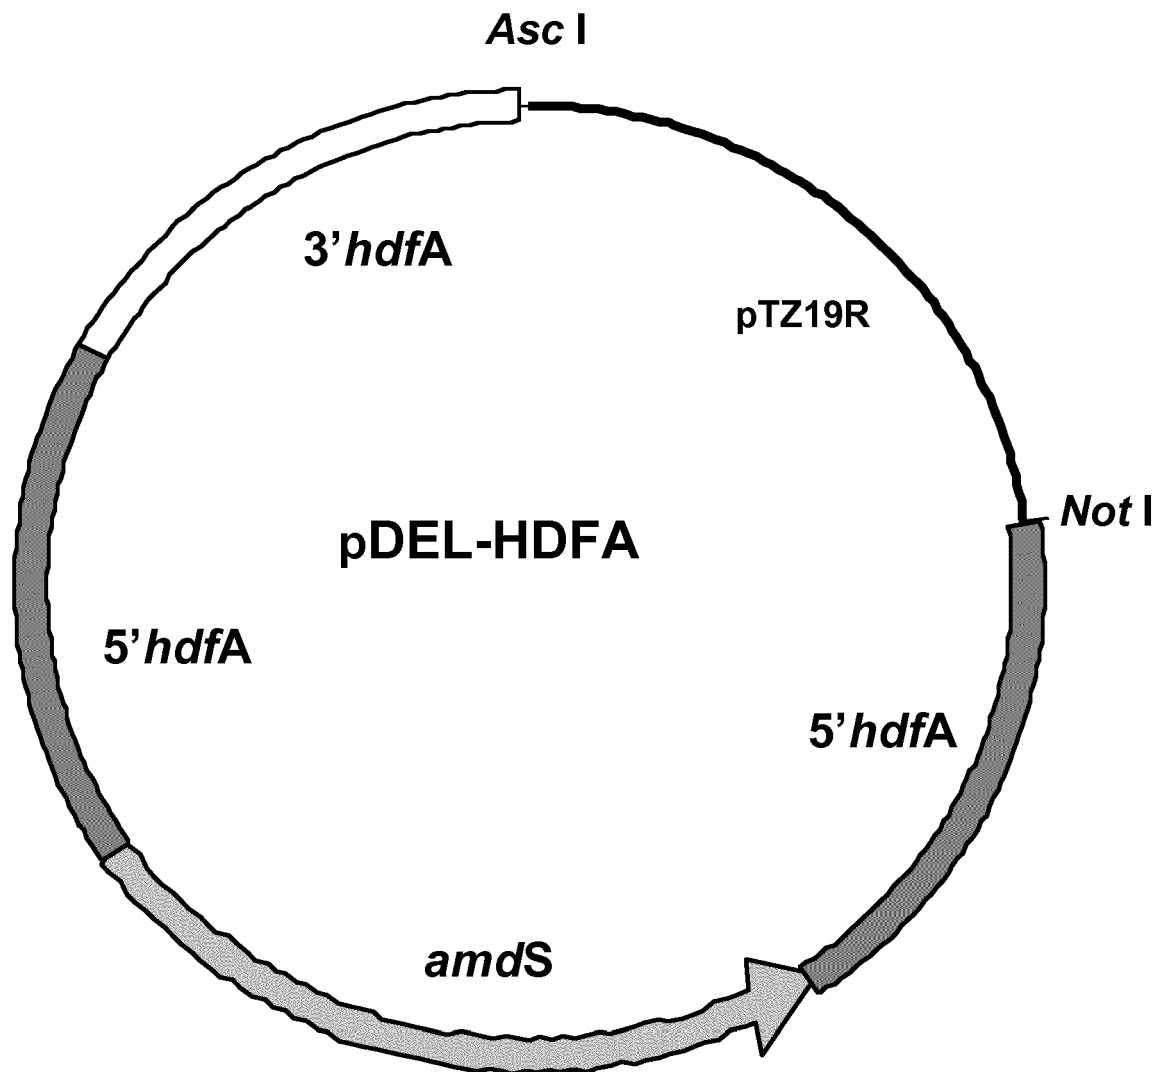 Asc I
3’hdfA
pTZ19R
Not I
pDEL-HDFA
5’hdfA
5’hdfA
amdS